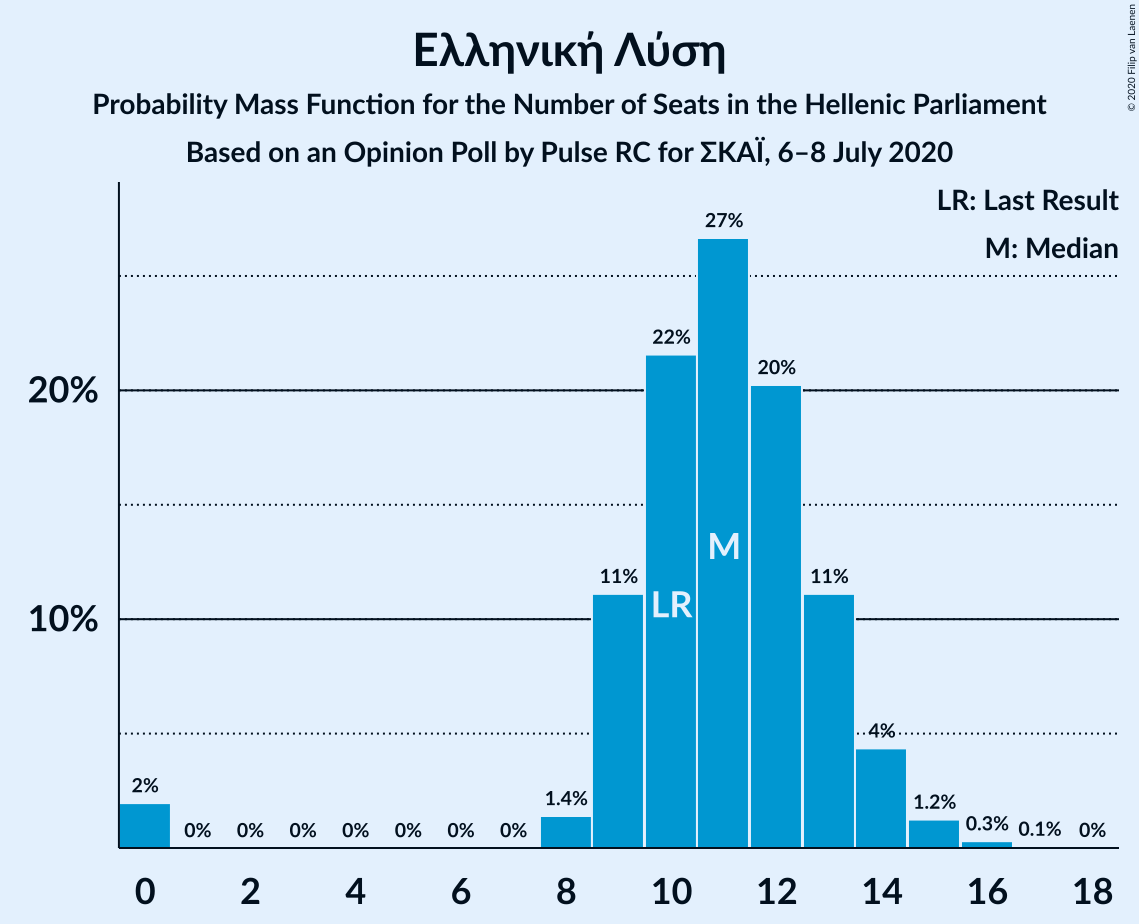 Ελληνική Λύση
Probability Mass Function for the Number of Seats in the Hellenic Parliament
Based on an Opinion Poll by Pulse RC for ΣΚΑΪ, 6–8 July 2020
© 2020 Filip van Laenen
LR: Last Result
M: Median
27%
22%
20%
20%
M
11%
11%
LR
10%
4%
2%
1.4%
1.2%
0.3%
0.1%
0%
0%
0%
0%
0%
0%
0%
0%
0 2 4 6 8 10 12 14 16 18